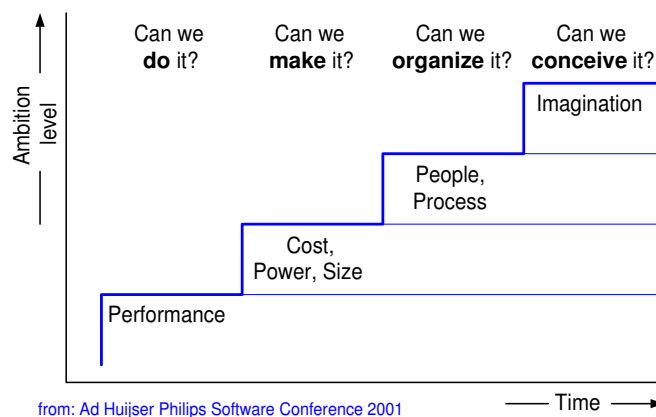 Can we
do it?
Can we
make it?
Can we
organize it?
Can we
conceive it?
Ambition
level
Imagination
People,
Process
Cost,
Power, Size
Performance
Time
from: Ad Huijser Philips Software Conference 2001